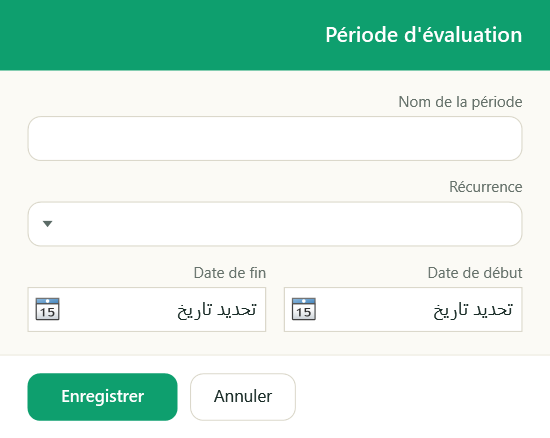 Période d'évaluation
Nom de la période
Récurrence
Date de début
تحديد تاريخ
15
Date de fin
تحديد تاريخ
15
Annuler
Enregistrer